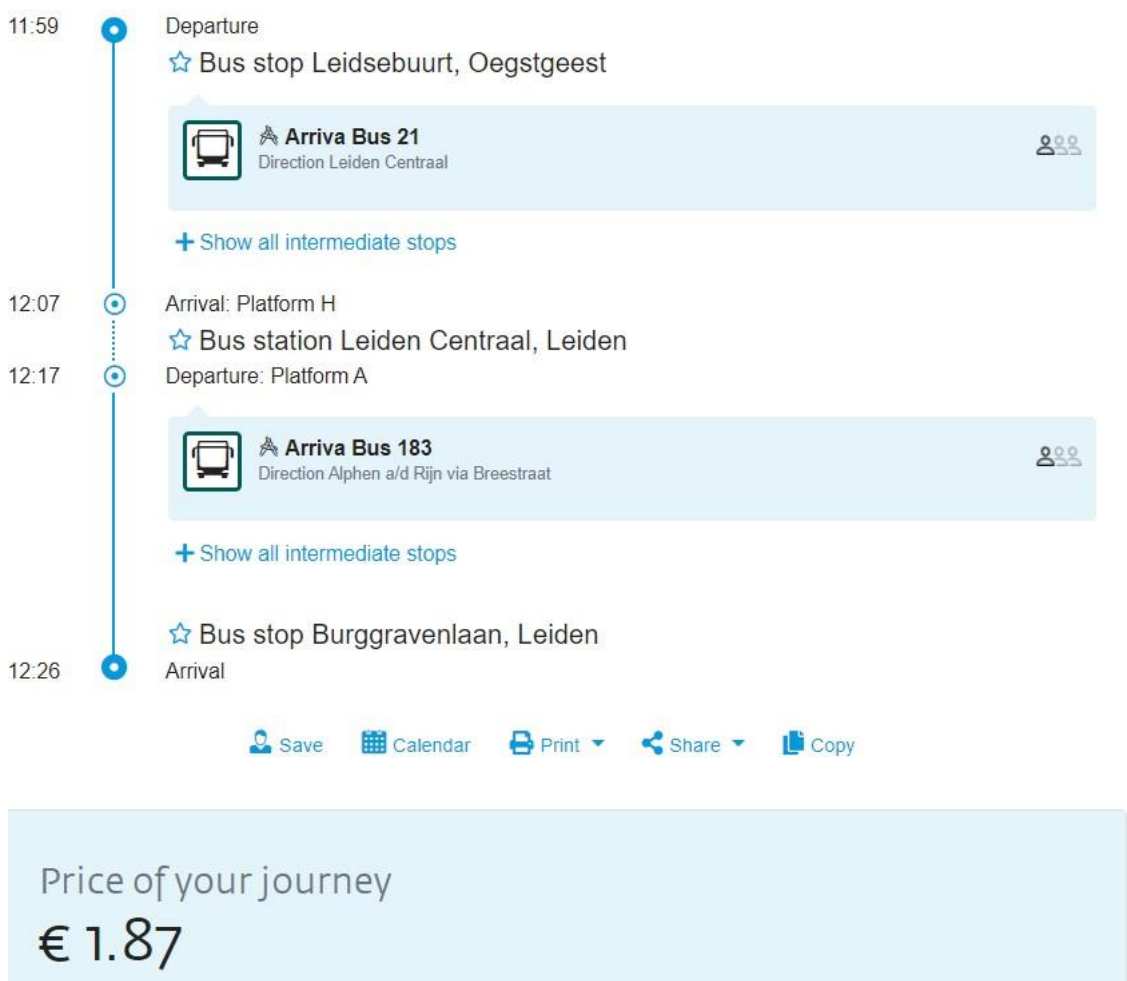 11:59 Departure
Bus stop Leidsebuurt, Oegstgeest
Arriva Bus 21
Direction Leiden Centraal
+ Show all intermediate stops
12:07 Arrival: Platform H
Bus station Leiden Centraal, Leiden
12:17 Departure: Platform A
Arriva Bus 183
Direction Alphen a/d Rijn via Breestraat
+ Show all intermediate stops
Bus stop Burggravenlaan, Leiden
12:26 Arrival
Save Calendar Print Share Copy
Price of your journey
€ 1.87